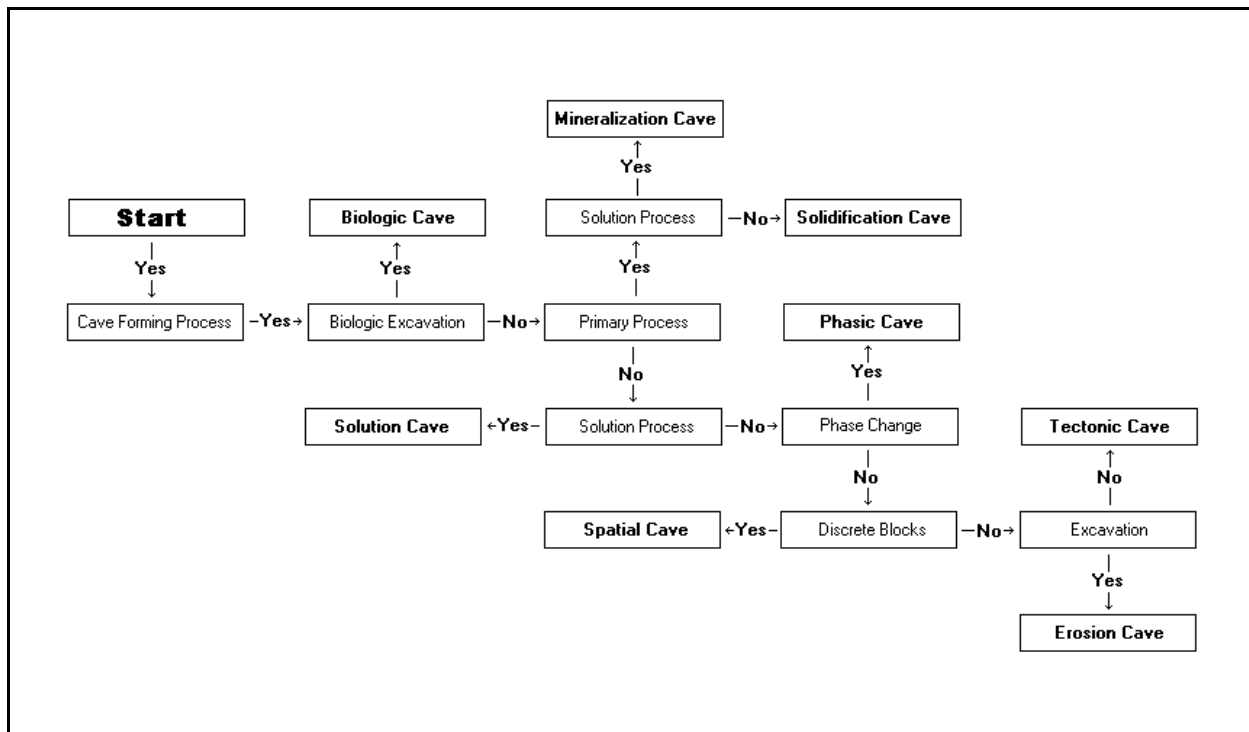 Mineralization Cave
Yes
Start
Biologic Cave
Solution Process
No
Solidification Cave
Yes
Yes
Yes
Cave Forming Process
Yes
Biologic Excavation
No
Primary Process
Phasic Cave
No
Yes
Solution Cave
Yes
Solution Process
No
Phase Change
Tectonic Cave
No
No
Spatial Cave
Yes
Discrete Blocks
No
Excavation
Yes
Erosion Cave